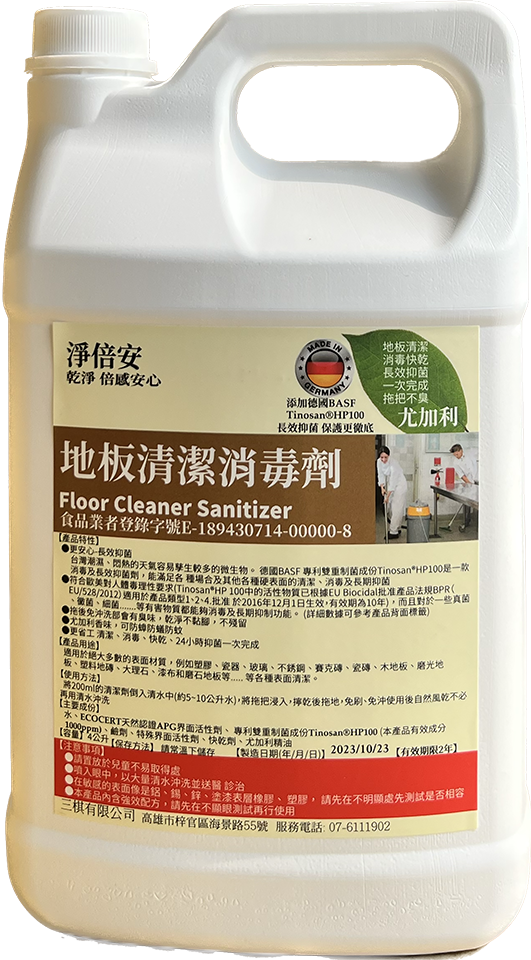 淨倍安
乾淨 倍感安心
MADE IN
GERMANY
添加德國BASF
Tinosan®HP100
長效抑菌 保護更徹底
地板清潔
消毒快乾
長效抑菌
一次完成
拖把不臭
尤加利
地板清潔消毒劑
Floor Cleaner Sanitizer
食品業者登錄字號E-189430714-00000-8
【產品特性】
●更安心-長效抑菌
台灣潮濕、悶熱的天氣容易孳生較多的微生物。 德國BASF 專利雙重制菌成份Tinosan®HP100是一款
消毒及長效抑菌劑，能滿足各 種場合及其他各種硬表面的清潔、消毒及長期抑菌
●符合歐美對人體毒理性要求(Tinosan®HP 100中的活性物質已根據EU Biocidal批准產品法規BPR(
EU/528/2012) 適用於產品類型1、2、4.批准 於2016年12月1日生效,有效期為10年)，而且對於一些真菌
、黴菌、細菌......等有害物質都能夠消毒及長期抑制功能。 (詳細數據可參考產品背面標籤)
●拖後免沖洗都會有臭味，乾淨不黏腳，不殘留
●尤加利香味，可防蟑防蟻防蚊
●更省工 清潔、消毒、快乾、24小時抑菌一次完成
【產品用途】
適用於絕大多數的表面材質，例如塑膠、瓷器、玻璃、不銹鋼、賽克磚、瓷磚、木地板、磨光地
板、塑料地磚、大理石、漆布和磨石地板等..... 等各種表面清潔。
【使用方法】
將200ml的清潔劑倒入清水中(約5~10公升水),將拖把浸入，擰乾後拖地，免刷、免沖使用後自然風乾不必
再用清水沖洗
【主要成份】
水、ECOCERT天然認證APG界面活性劑、 專利雙重制菌成份Tinosan®HP100 (本產品有效成分
1000ppm)、鹼劑、特殊界面活性劑、快乾劑、尤加利精油
【容量】4公升【保存方法】請常溫下儲存 【製造日期(年/月/日)】 2023/10/23 【有效期限2年】
【注意事項】
●請置放於兒童不易取得處
●噴入眼中，以大量清水沖洗並送醫 診治
●在敏感的表面像是鋁、錫、鋅、塗漆表層橡膠、 塑膠， 請先在不明顯處先測試是否相容
●本產品內含強效配方，請先在不顯眼測試再行使用
三棋有限公司 高雄市梓官區海景路55號 服務電話: 07-6111902